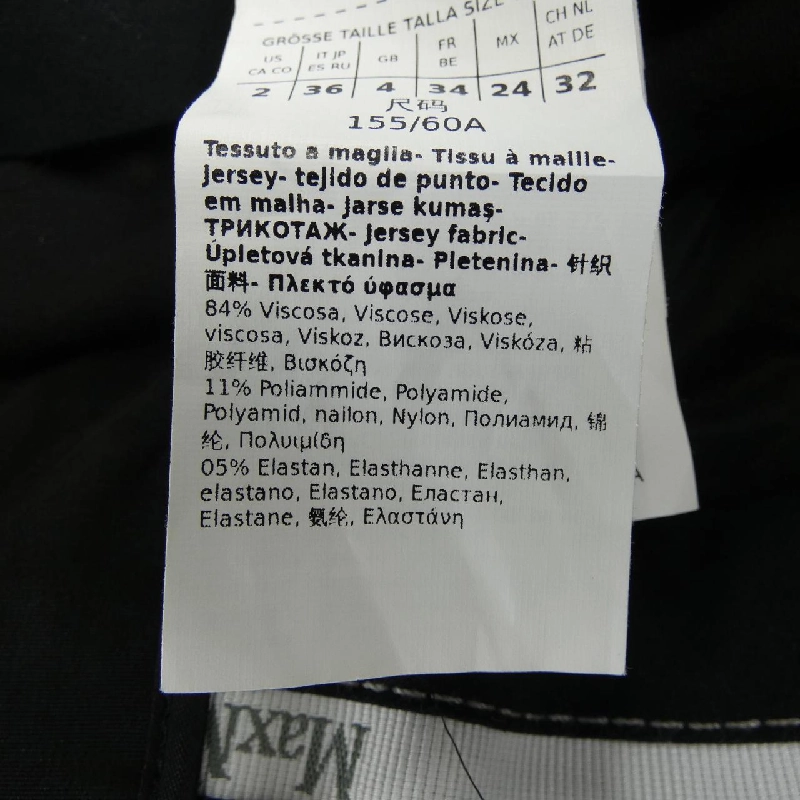 GRÖSSE TAILLE TALLA SIZE
US CA CO IT JP ES RU GB FR BE MX CH NL AT DE
2 36 4 34 24 32
尺码
155/60A
Tessuto a maglia- Tissu à maille-
Jersey- tejido de punto- Tecido
em malha- Jarse kumaş-
ТРИКОТАЖ- Jersey fabric-
Úpletová tkanina- Pletenina- 针织
面料- Πλεκτό ύφασμα
84% Viscosa, Viscose, Viskose,
viscosa, Viskoz, Вискоза, Viskóza, 粘
胶纤维, Βισκόζη
11% Poliammide, Polyamide,
Polyamid, nailon, Nylon, Полиамид, 锦
纶, Πολυιμίδη
05% Elastan, Elasthanne, Elasthan,
elastano, Elastano, Еластан,
Elastane, 氨纶, Ελαστάνη
A
MaxM